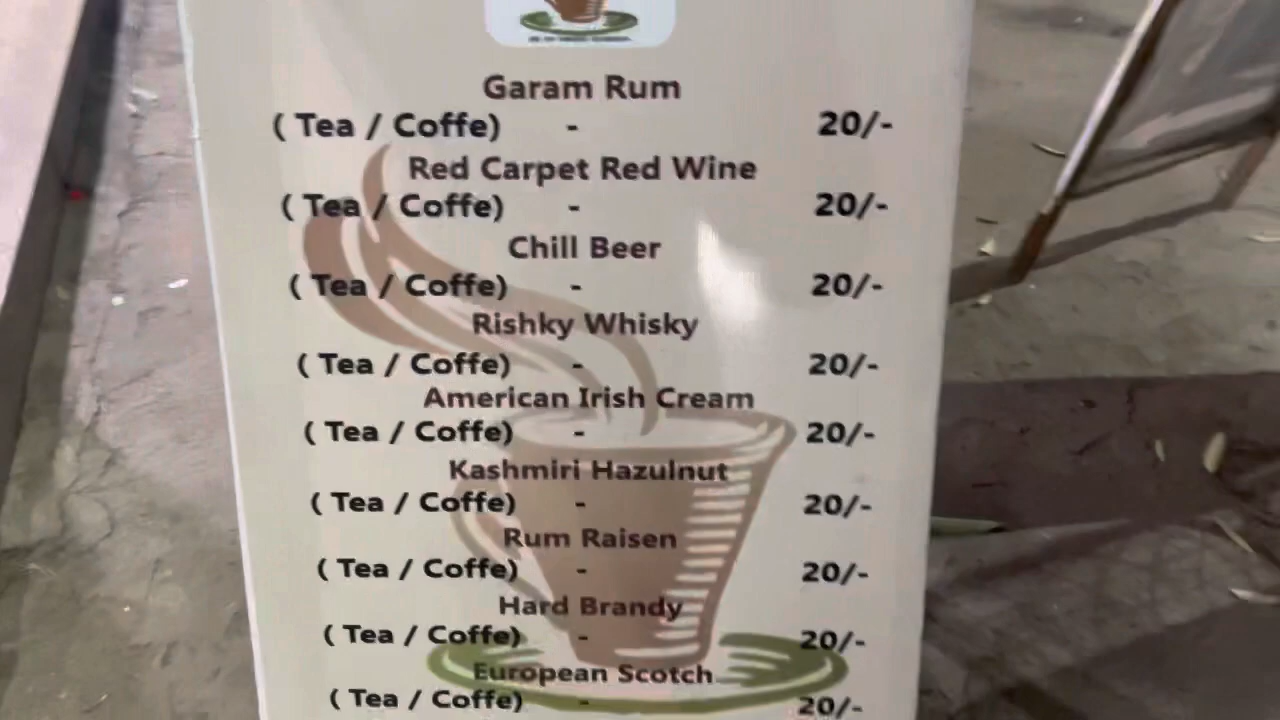 Garam Rum
( Tea / Coffe) - 20/-
Red Carpet Red Wine
( Tea / Coffe) - 20/-
Chill Beer
( Tea / Coffe) - 20/-
Rishky Whisky
( Tea / Coffe) - 20/-
American Irish Cream
( Tea / Coffe) - 20/-
Kashmiri Hazulnut
( Tea / Coffe) - 20/-
Rum Raisen
( Tea / Coffe) - 20/-
Hard Brandy
( Tea / Coffe) - 20/-
European Scotch
( Tea / Coffe) - 20/-